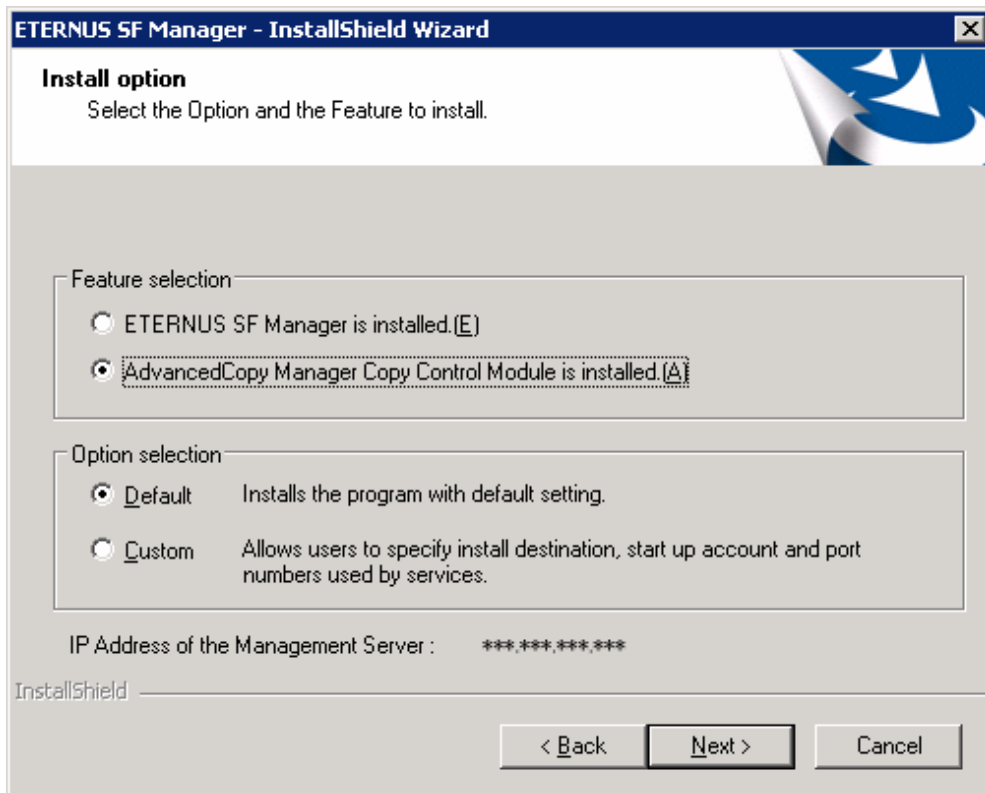 ETERNUS SF Manager - InstallShield Wizard
Install option
Select the Option and the Feature to install.
Feature selection
ETERNUS SF Manager is installed.(E)
AdvancedCopy Manager Copy Control Module is installed.(A)
Option selection
Default Installs the program with default setting.
Custom Allows users to specify install destination, start up account and port
numbers used by services.
IP Address of the Management Server : ***.***.***.***
InstallShield
< Back Next > Cancel